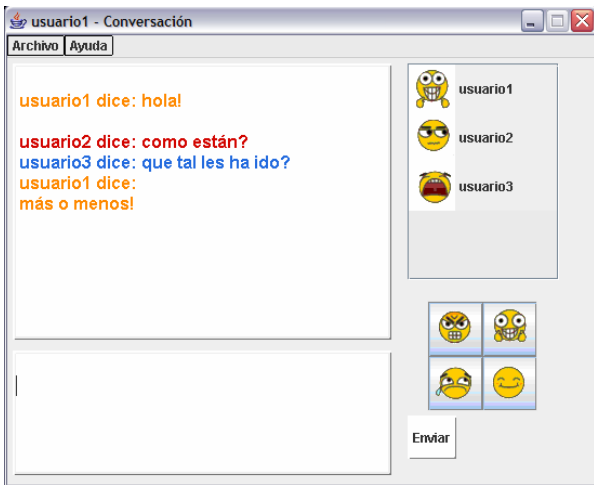 usuario1 - Conversación
Archivo Ayuda
usuario1 dice: hola!
usuario2 dice: como están?
usuario3 dice: que tal les ha ido?
usuario1 dice:
más o menos!
usuario1
usuario2
usuario3
Enviar